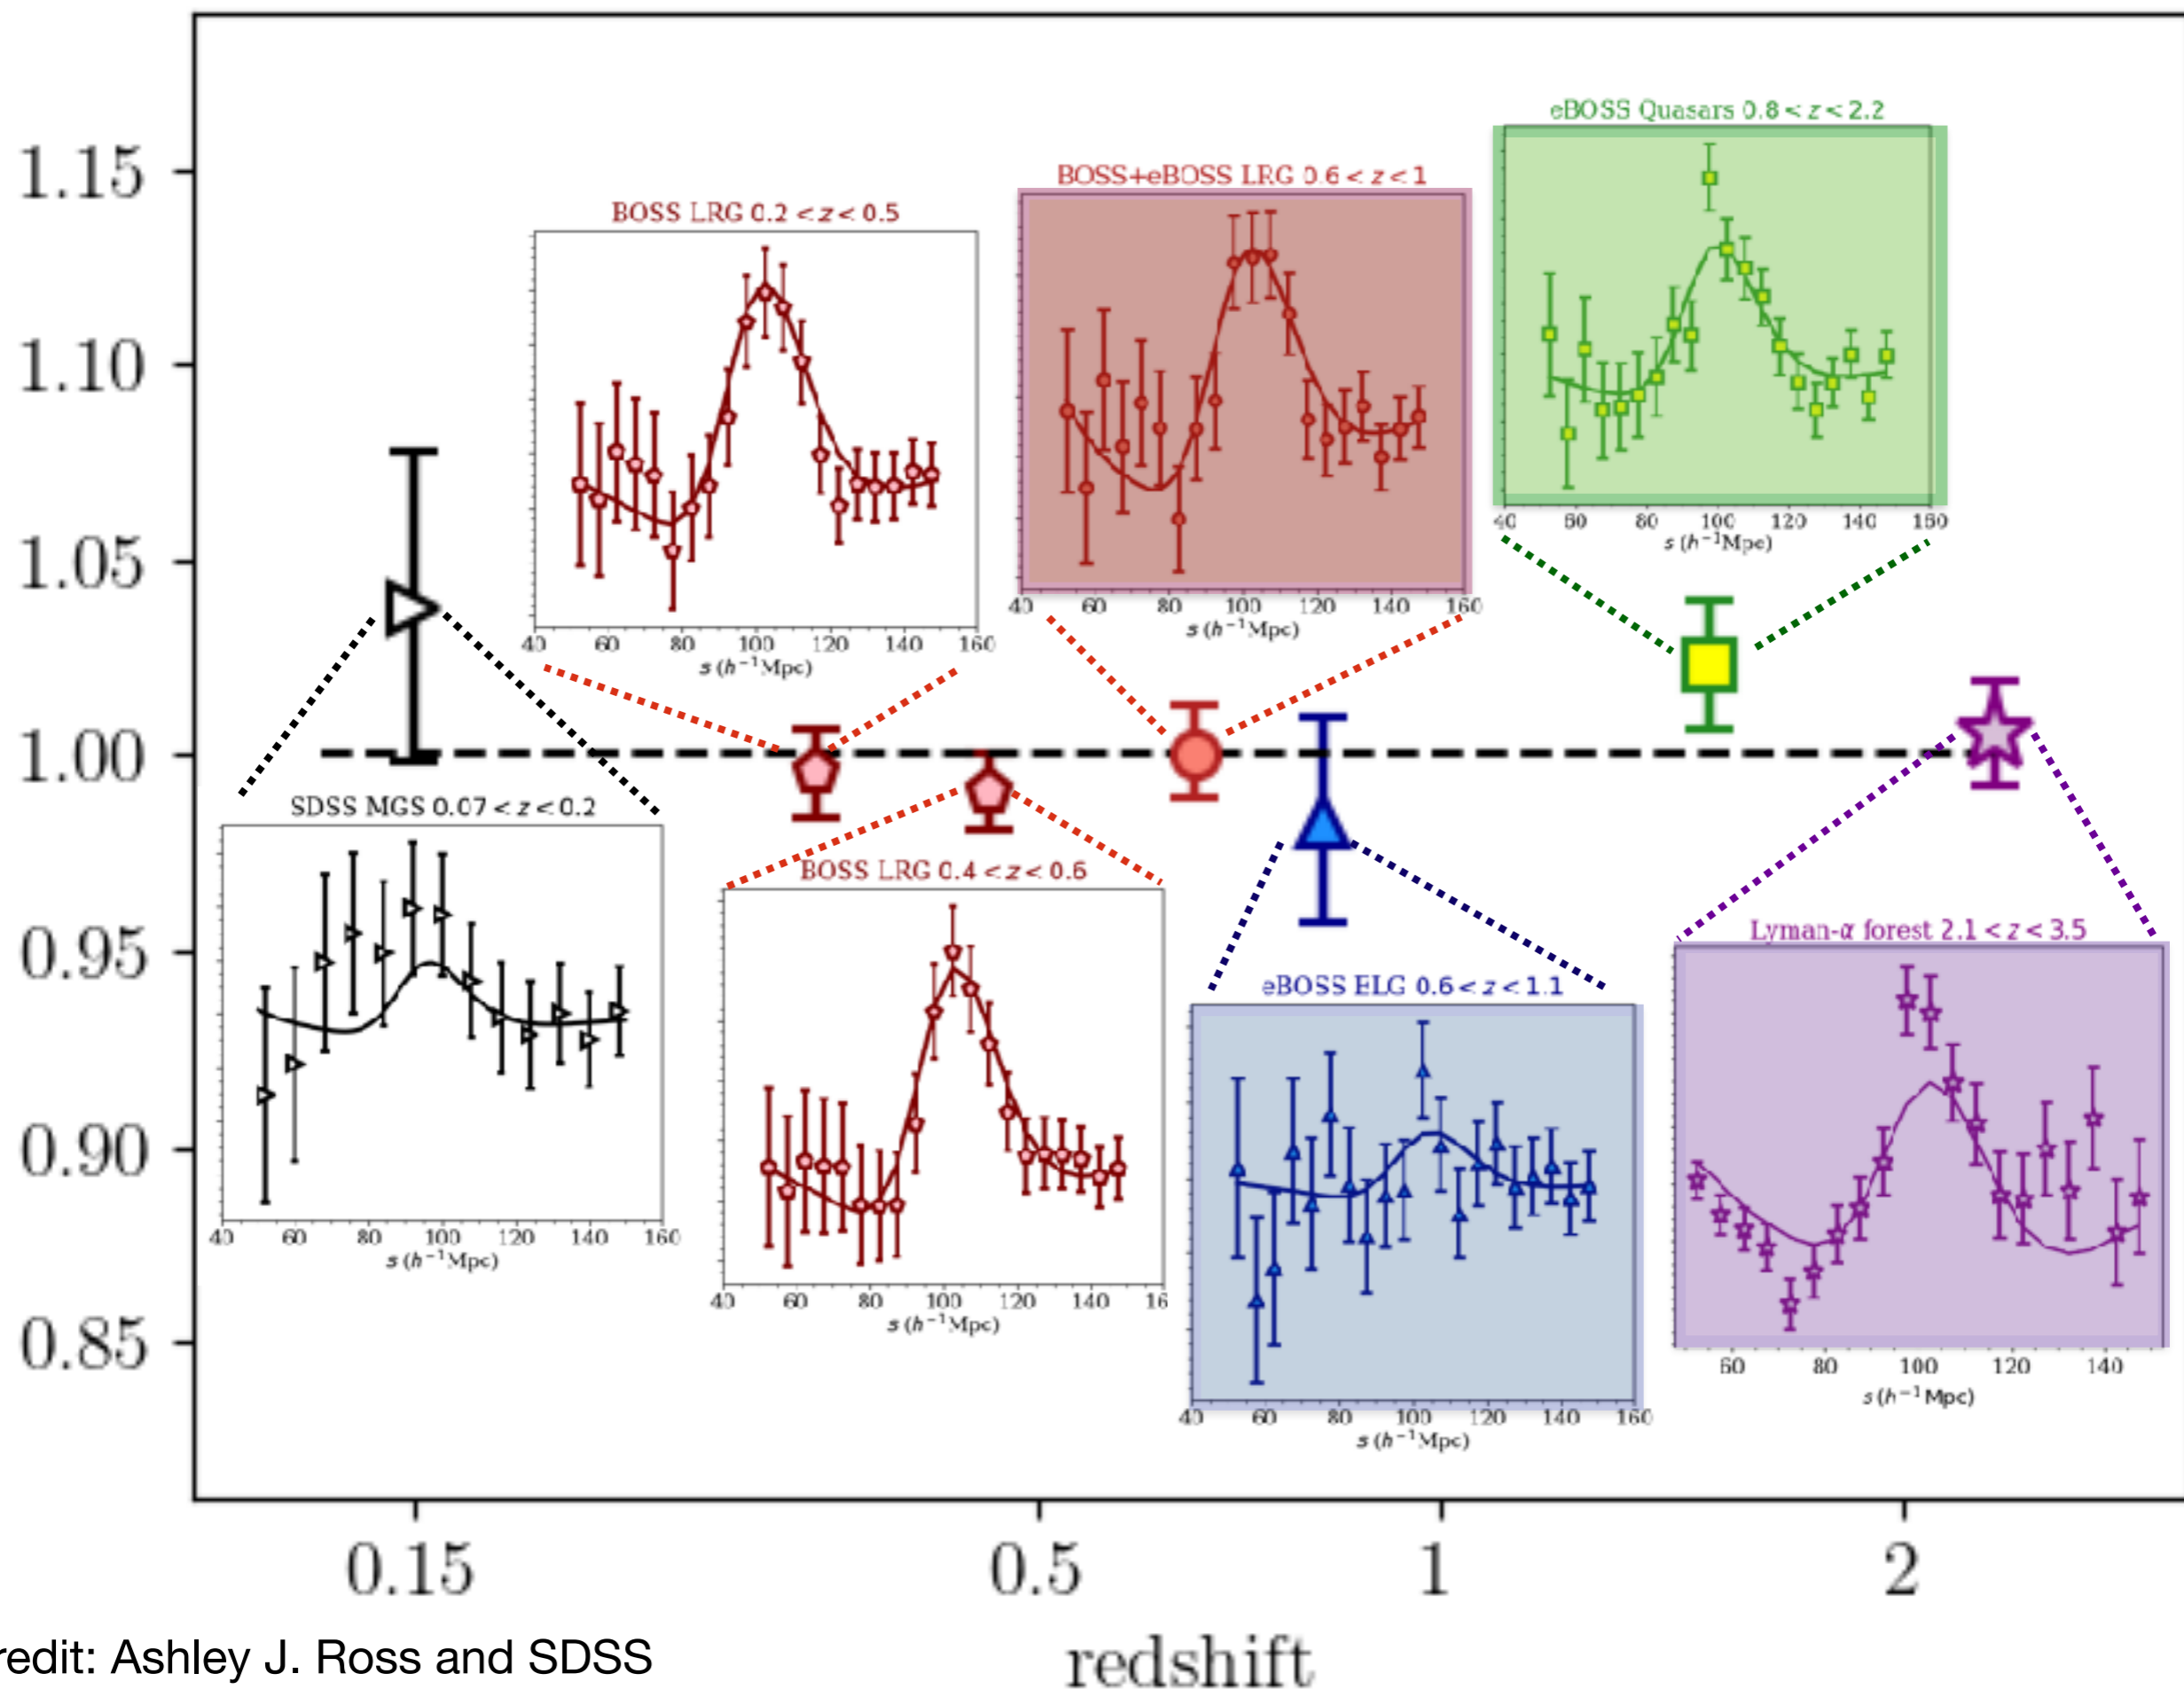 eBOSS Quasars 0.8 < z < 2.2
40 60 80 100 120 140 160
s (h⁻¹Mpc)
BOSS+eBOSS LRG 0.6 < z < 1
40 60 80 100 120 140 160
s (h⁻¹Mpc)
BOSS LRG 0.2 < z < 0.5
40 60 80 100 120 140 160
s (h⁻¹Mpc)
1.15
1.10
1.05
1.00
0.95
0.90
0.85
SDSS MGS 0.07 < z < 0.2
40 60 80 100 120 140 160
s (h⁻¹Mpc)
BOSS LRG 0.4 < z < 0.6
40 60 80 100 120 140 16
s (h⁻¹Mpc)
eBOSS ELG 0.6 < z < 1.1
40 60 80 100 120 140 160
s (h⁻¹Mpc)
Lyman-α forest 2.1 < z < 3.5
60 80 100 120 140
s (h⁻¹Mpc)
0.15 0.5 1 2
redshift
redit: Ashley J. Ross and SDSS